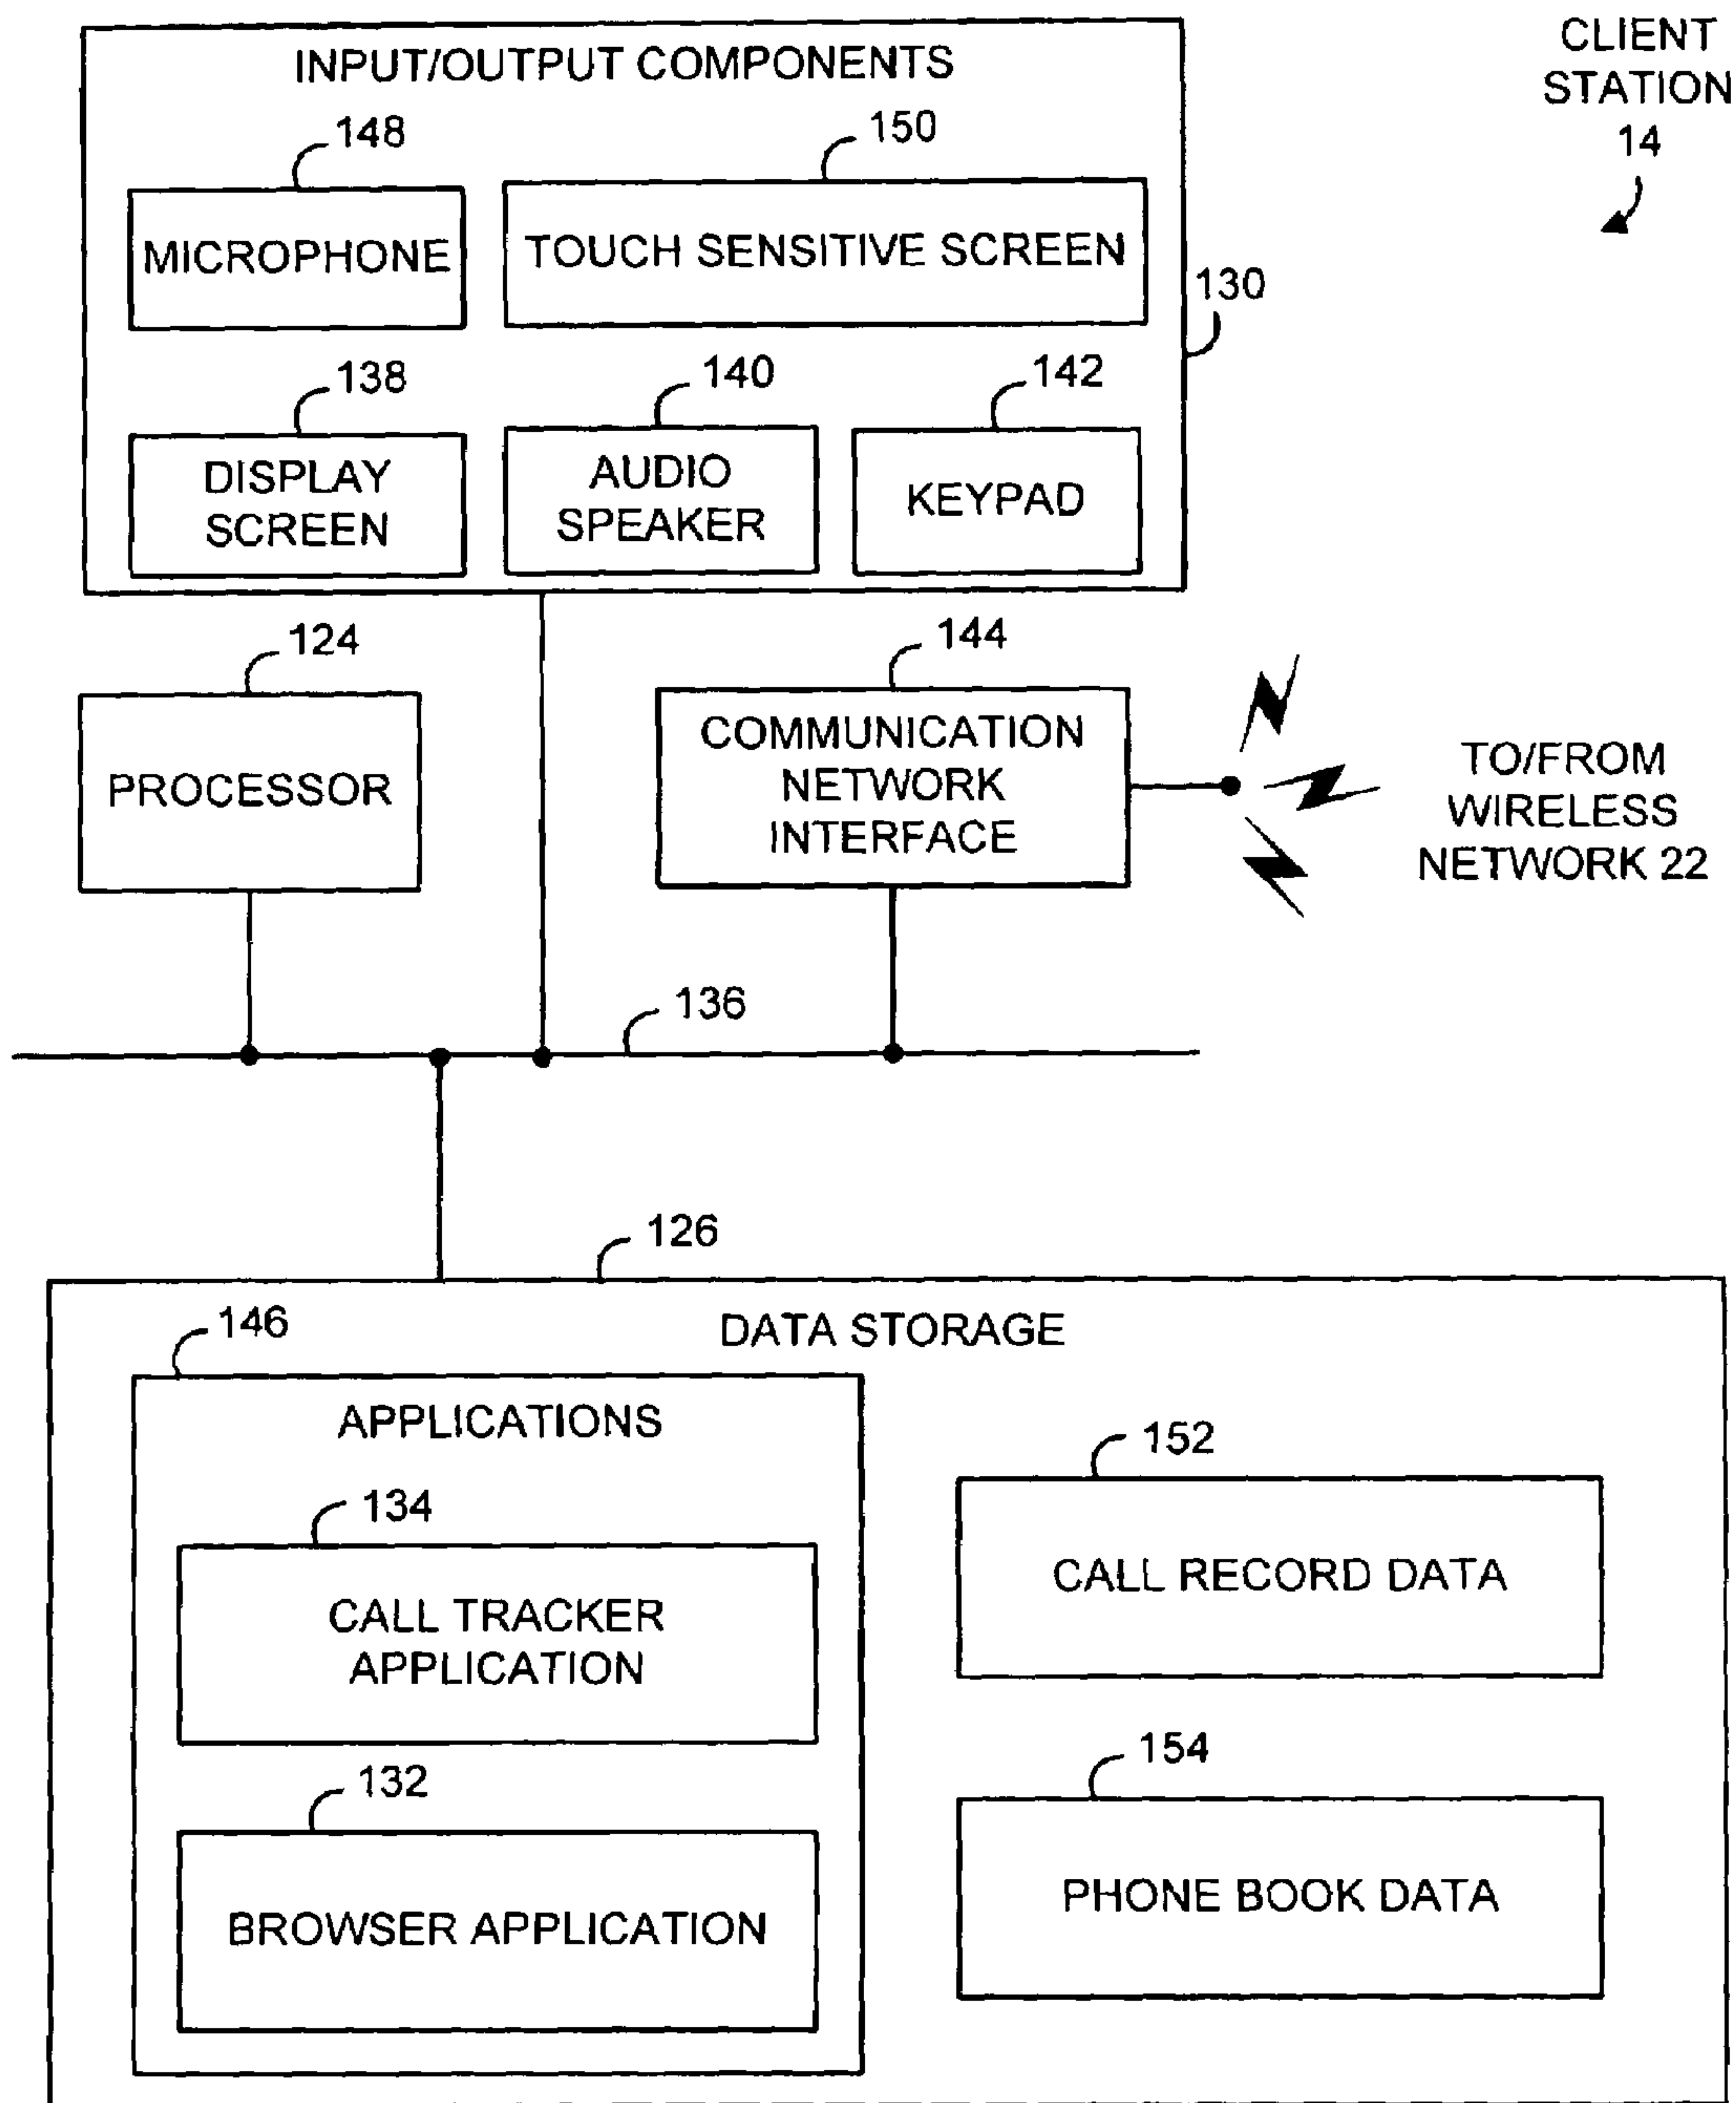 CLIENT
STATION
14
INPUT/OUTPUT COMPONENTS
148
150
MICROPHONE
TOUCH SENSITIVE SCREEN
130
138
140
142
DISPLAY
SCREEN
AUDIO
SPEAKER
KEYPAD
124
144
PROCESSOR
COMMUNICATION
NETWORK
INTERFACE
TO/FROM
WIRELESS
NETWORK 22
136
126
DATA STORAGE
146
APPLICATIONS
134
CALL TRACKER
APPLICATION
132
BROWSER APPLICATION
152
CALL RECORD DATA
154
PHONE BOOK DATA